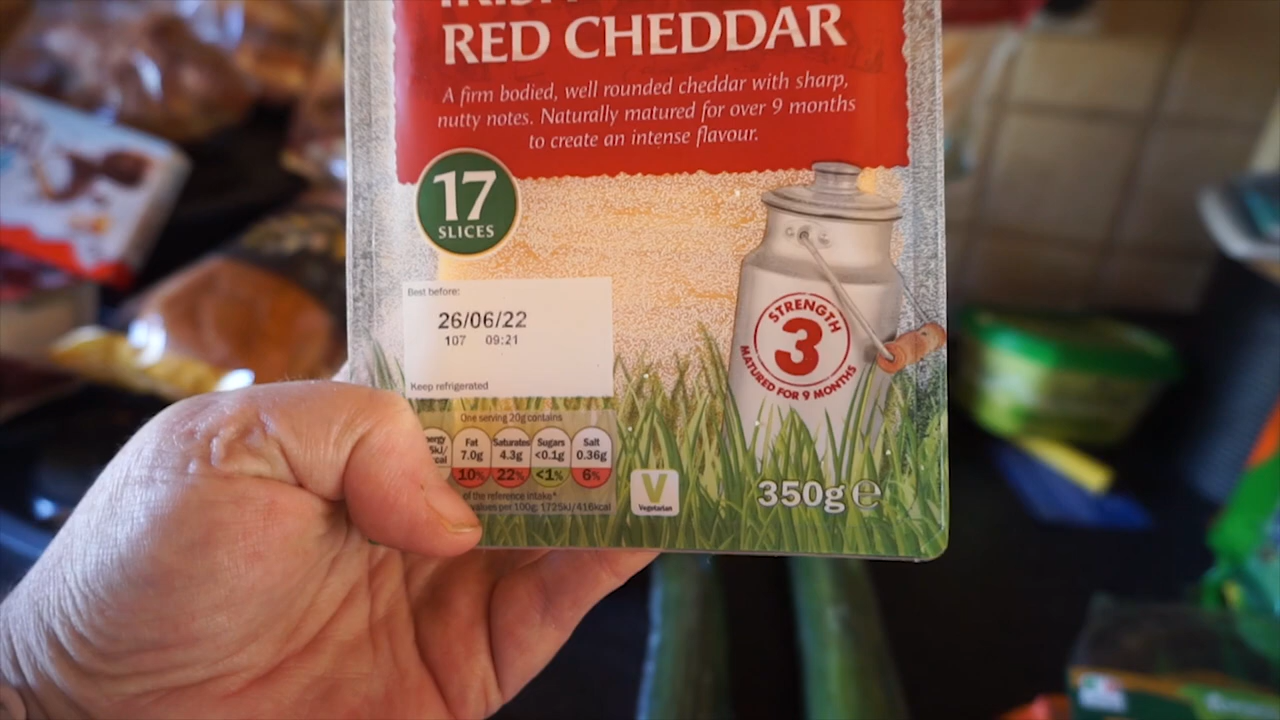 IRISH
RED CHEDDAR
A firm bodied, well rounded cheddar with sharp,
nutty notes. Naturally matured for over 9 months
to create an intense flavour.
17
SLICES
Best before:
26/06/22
107 09:21
Keep refrigerated
STRENGTH
3
MATURED FOR 9 MONTHS
One serving 20g contains
Fat Saturates Sugars Salt
7.0g 4.3g <0.1g 0.36g
10% 22% <1% 6%
of the reference intake*
values per 100g: 1725kJ/416kcal
V
Vegetarian
350g e